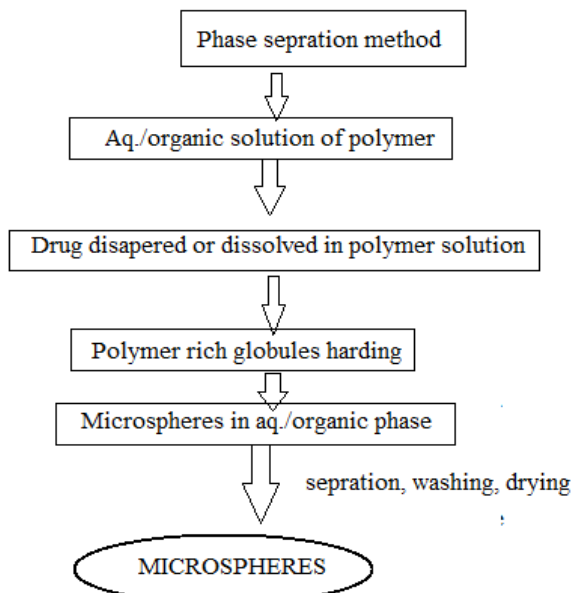 Phase sepration method
Aq./organic solution of polymer
Drug disapered or dissolved in polymer solution
Polymer rich globules harding
Microspheres in aq./organic phase
sepration, washing, drying
MICROSPHERES